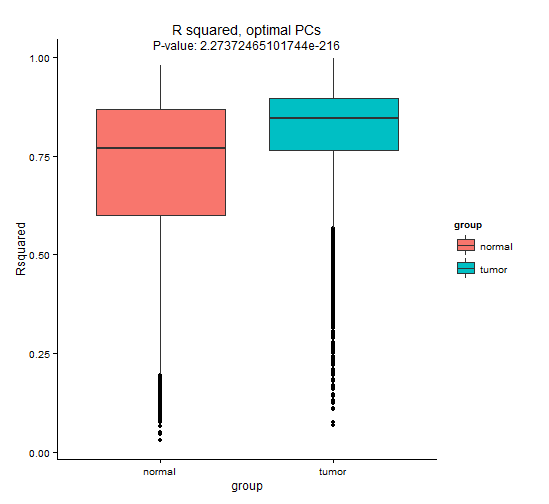 R squared, optimal PCs
P-value: 2.27372465101744e-216
1.00
0.75
0.50
0.25
0.00
Rsquared
normal
tumor
group
group
normal
tumor